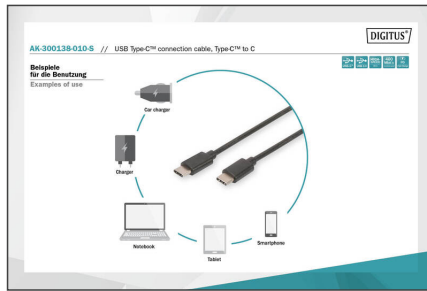 DIGITUS®
AK-300138-010-S // USB Type-C™ connection cable, Type-C™ to C
Beispiele
für die Benutzung
Examples of use
Car charger
Charger
Notebook
Tablet
Smartphone